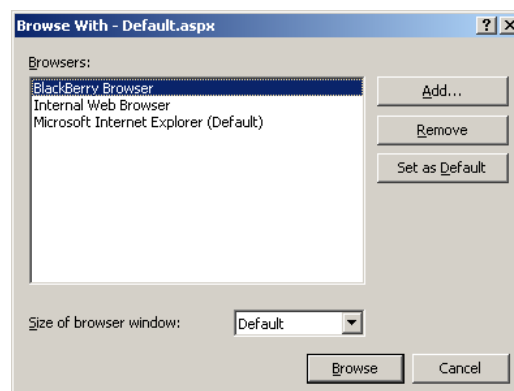 Browse With - Default.aspx
Browsers:
BlackBerry Browser
Internal Web Browser
Microsoft Internet Explorer (Default)
Add...
Remove
Set as Default
Size of browser window:
Default
Browse
Cancel